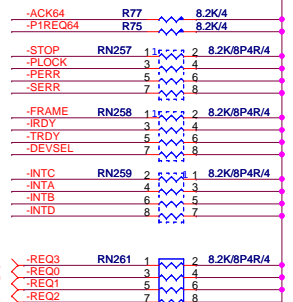 -ACK64 R77 8.2K/4
-P1REQ64 R75 8.2K/4
-STOP RN257 1 1 2 8.2K/8P4R/4
-PLOCK 3 4
-PERR 5 6
-SERR 7 8
-FRAME RN258 1 1 2 8.2K/8P4R/4
-IRDY 3 4
-TRDY 5 6
-DEVSEL 7 8
-INTC RN259 2 1 1 8.2K/8P4R/4
-INTA 4 3
-INTB 6 5
-INTD 8 7
-REQ3 RN261 1 2 8.2K/8P4R/4
-REQ0 3 4
-REQ1 5 6
-REQ2 7 8